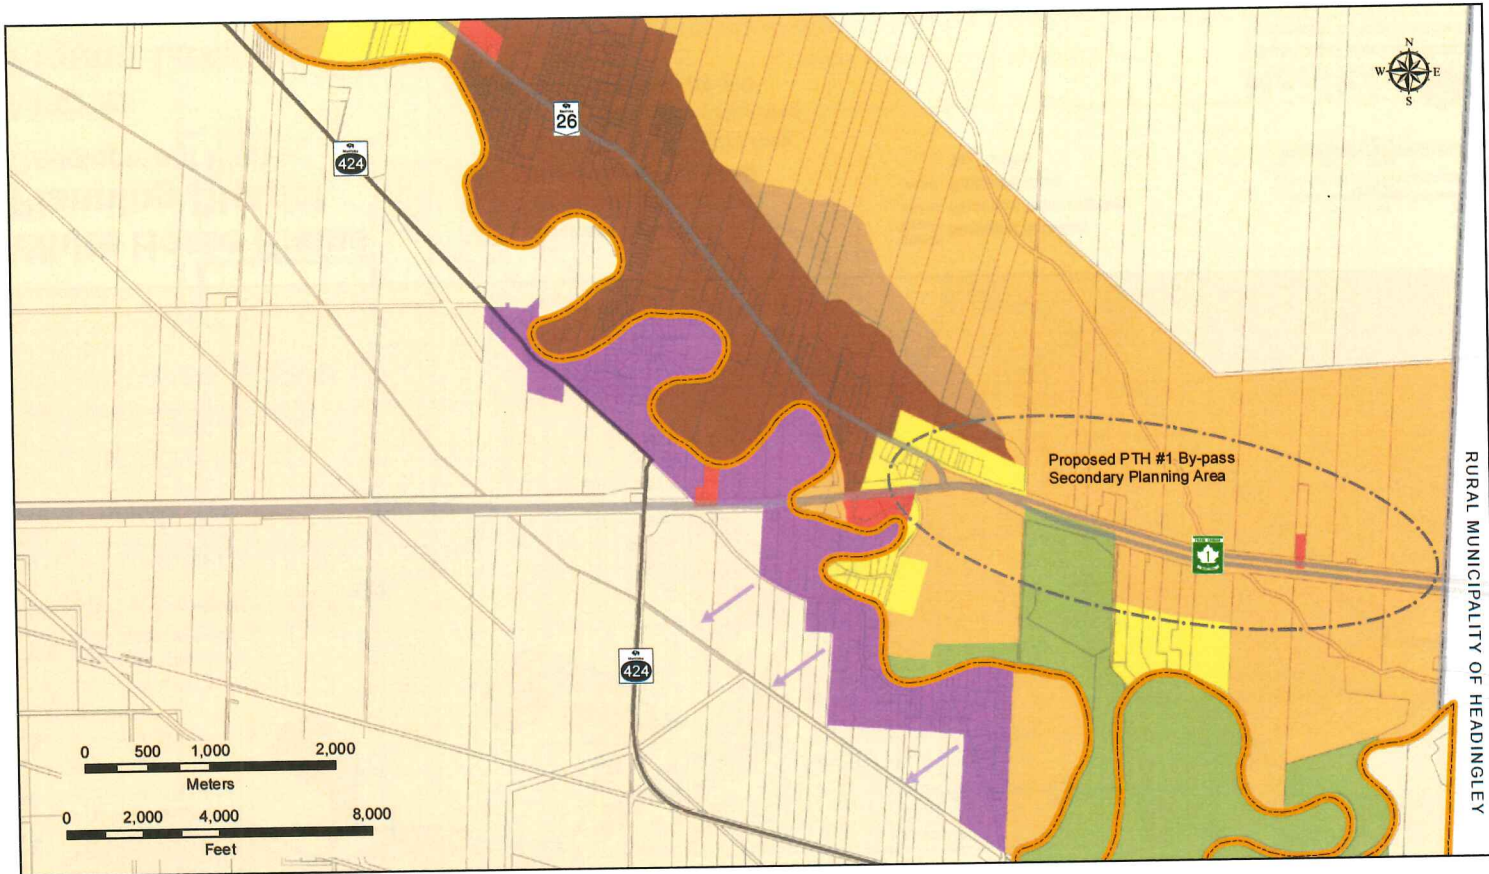 N
W E
S
26
424
Proposed PTH #1 By-pass
Secondary Planning Area
1
424
RURAL MUNICIPALITY OF HEADINGLEY
0 500 1,000 2,000
Meters
0 2,000 4,000 8,000
Feet